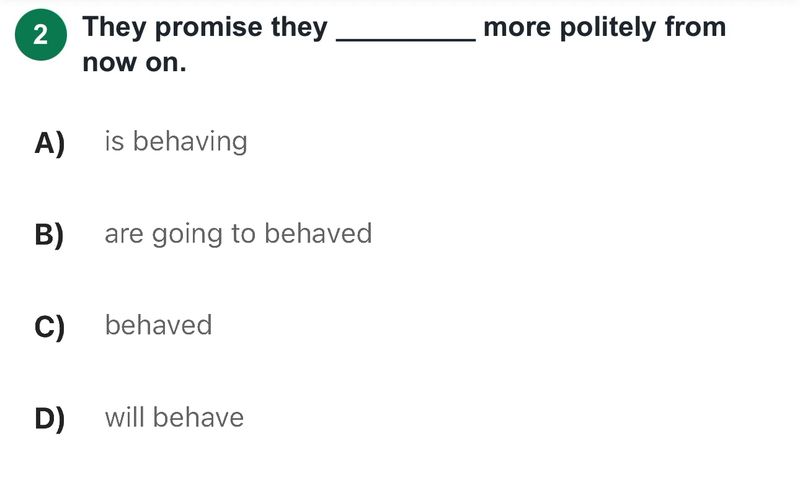 2 They promise they _________ more politely from
now on.
A) is behaving
B) are going to behaved
C) behaved
D) will behave